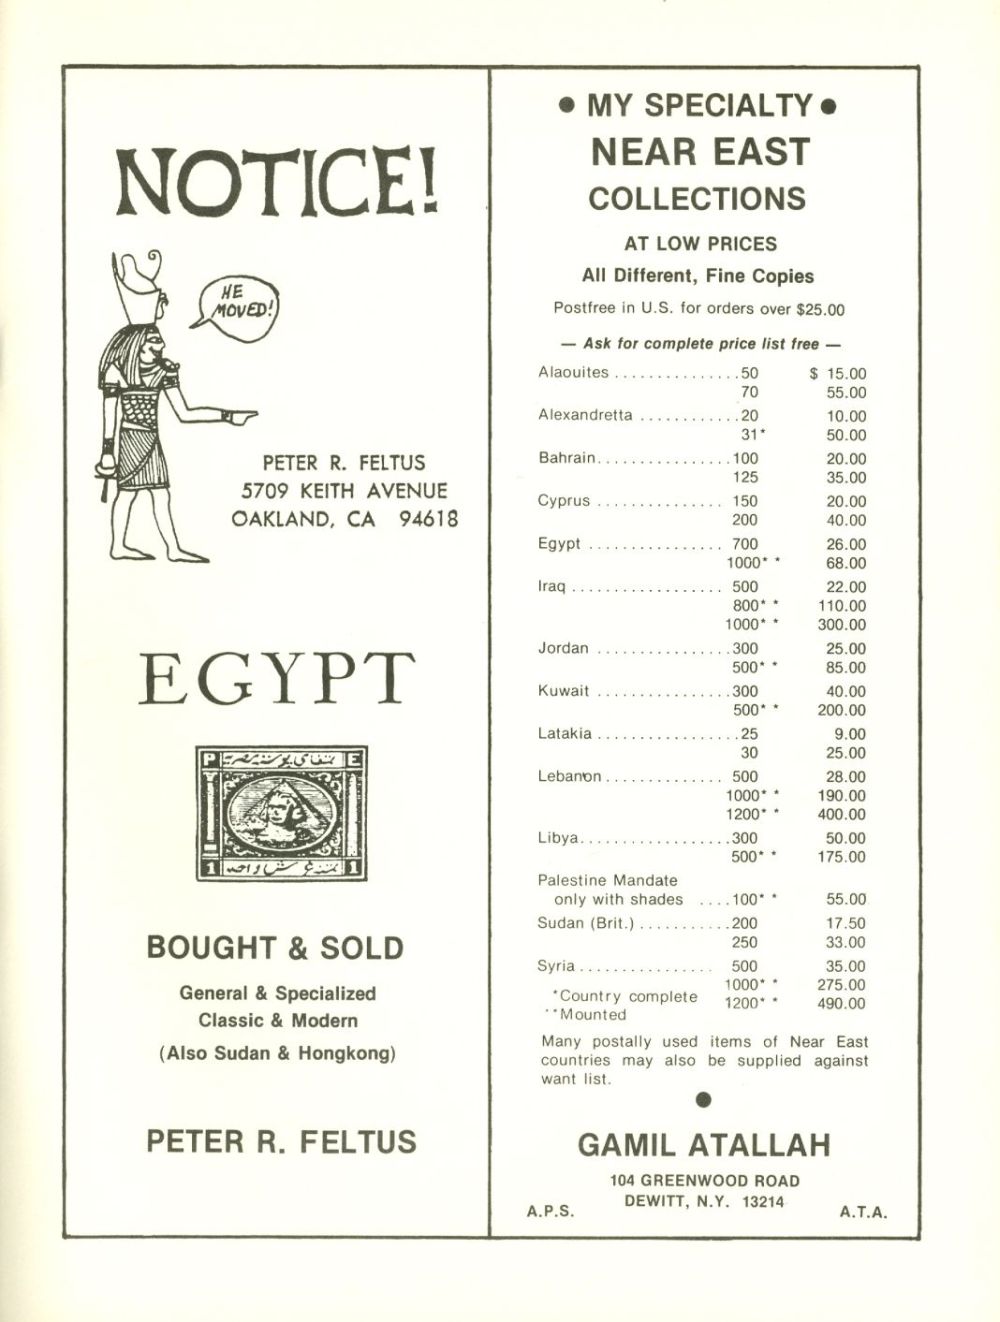 NOTICE!
HE
MOVED!
PETER R. FELTUS
5709 KEITH AVENUE
OAKLAND, CA 94618
EGYPT
P E
1 1
BOUGHT & SOLD
General & Specialized
Classic & Modern
(Also Sudan & Hongkong)
PETER R. FELTUS
● MY SPECIALTY ●
NEAR EAST
COLLECTIONS
AT LOW PRICES
All Different, Fine Copies
Postfree in U.S. for orders over $25.00
— Ask for complete price list free —
Alaouites . . . . . . . . . . . . . . . 50 $ 15.00
70 55.00
Alexandretta . . . . . . . . . . . . 20 10.00
31* 50.00
Bahrain. . . . . . . . . . . . . . . . 100 20.00
125 35.00
Cyprus . . . . . . . . . . . . . . . 150 20.00
200 40.00
Egypt . . . . . . . . . . . . . . . . 700 26.00
1000* * 68.00
Iraq . . . . . . . . . . . . . . . . . . 500 22.00
800* * 110.00
1000* * 300.00
Jordan . . . . . . . . . . . . . . . . 300 25.00
500* * 85.00
Kuwait . . . . . . . . . . . . . . . . 300 40.00
500* * 200.00
Latakia . . . . . . . . . . . . . . . . . 25 9.00
30 25.00
Lebanon . . . . . . . . . . . . . . 500 28.00
1000* * 190.00
1200* * 400.00
Libya. . . . . . . . . . . . . . . . . . 300 50.00
500* * 175.00
Palestine Mandate
only with shades . . . . 100* * 55.00
Sudan (Brit.) . . . . . . . . . . . 200 17.50
250 33.00
Syria . . . . . . . . . . . . . . . . 500 35.00
1000* * 275.00
*Country complete 1200* * 490.00
**Mounted
Many postally used items of Near East
countries may also be supplied against
want list.
●
GAMIL ATALLAH
104 GREENWOOD ROAD
DEWITT, N.Y. 13214
A.P.S. A.T.A.